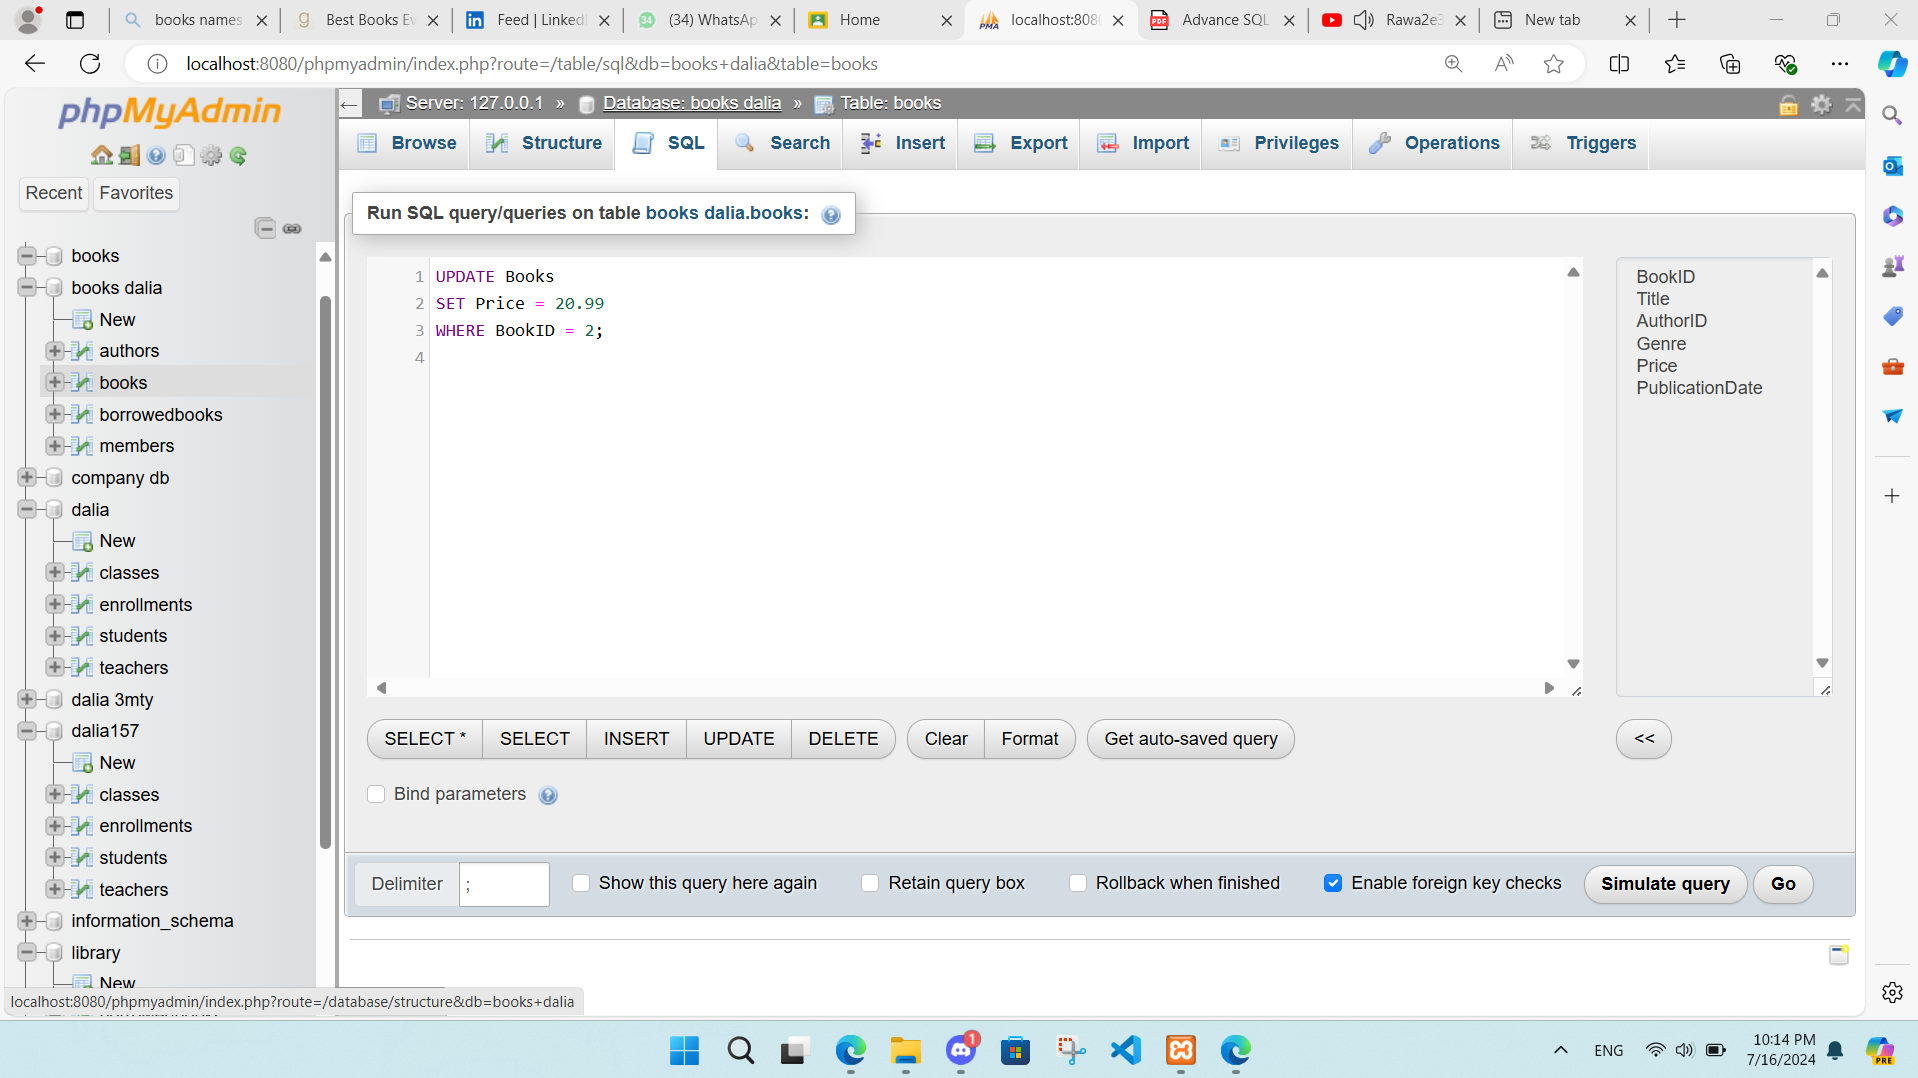 books names
Best Books Ev
Feed | Linked
(34) WhatsAp
Home
localhost:808
PMA
Advance SQL
PDF
Rawa2e3
New tab
localhost:8080/phpmyadmin/index.php?route=/table/sql&db=books+dalia&table=books
phpMyAdmin
Recent
Favorites
books
books dalia
New
authors
books
borrowedbooks
members
company db
dalia
New
classes
enrollments
students
teachers
dalia 3mty
dalia157
New
classes
enrollments
students
teachers
information_schema
library
New
localhost:8080/phpmyadmin/index.php?route=/database/structure&db=books+dalia
Server: 127.0.0.1 » Database: books dalia » Table: books
Browse
Structure
SQL
Search
Insert
Export
Import
Privileges
Operations
Triggers
Run SQL query/queries on table books dalia.books:
1 UPDATE Books
2 SET Price = 20.99
3 WHERE BookID = 2;
4
BookID
Title
AuthorID
Genre
Price
PublicationDate
SELECT *
SELECT
INSERT
UPDATE
DELETE
Clear
Format
Get auto-saved query
<<
Bind parameters
Delimiter
;
Show this query here again
Retain query box
Rollback when finished
Enable foreign key checks
Simulate query
Go
1
ENG
10:14 PM
7/16/2024
PRE